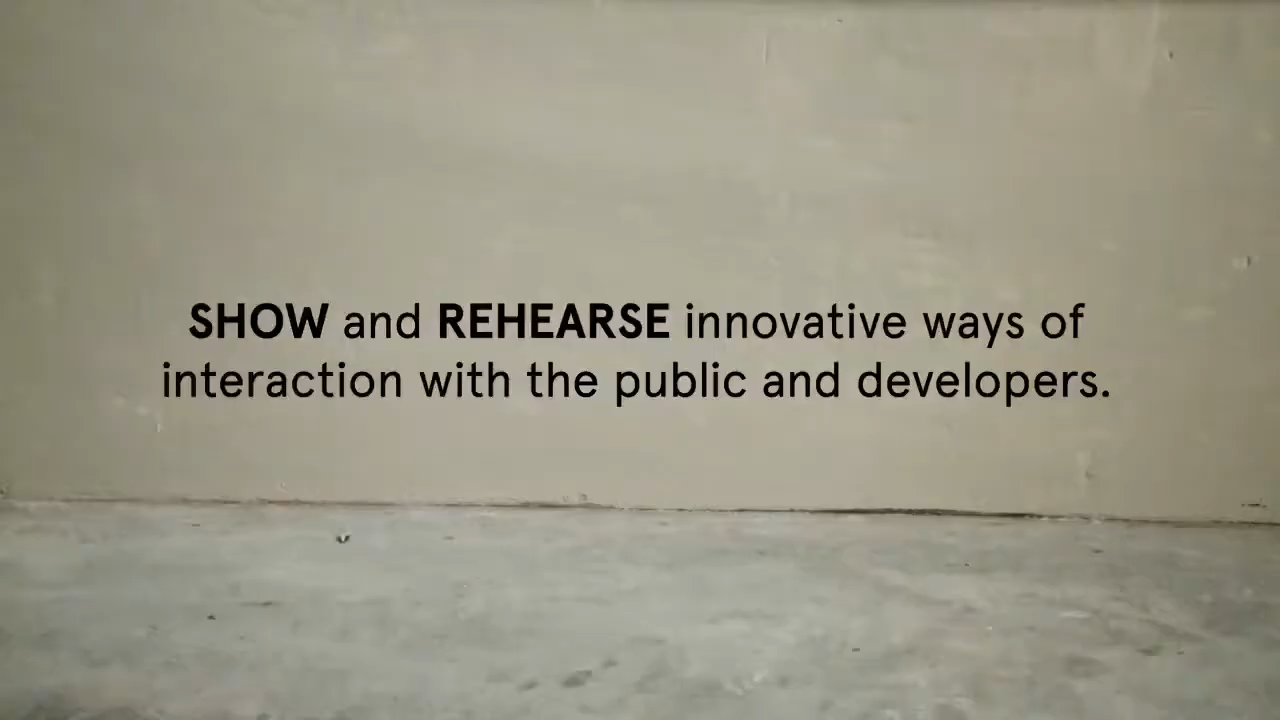 SHOW and REHEARSE innovative ways of
interaction with the public and developers.